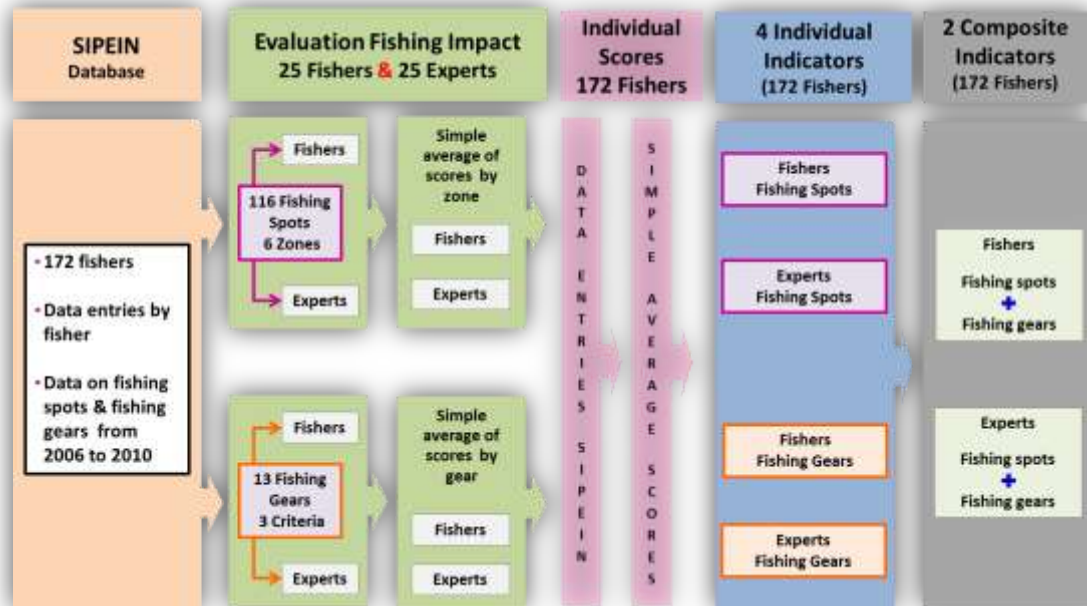 SIPEIN
Database
Evaluation Fishing Impact
25 Fishers & 25 Experts
Individual
Scores
172 Fishers
4 Individual
Indicators
(172 Fishers)
2 Composite
Indicators
(172 Fishers)
• 172 fishers
• Data entries by
fisher
• Data on fishing
spots & fishing
gears from
2006 to 2010
Fishers
116 Fishing
Spots
6 Zones
Experts
Simple
average of
scores by
zone
Fishers
Experts
Fishers
13 Fishing
Gears
3 Criteria
Experts
Simple
average of
scores by
gear
Fishers
Experts
DATA ENTRIES SIPEIN
SIMPLE AVERAGE SCORES
Fishers
Fishing Spots
Experts
Fishing Spots
Fishers
Fishing Gears
Experts
Fishing Gears
Fishers
Fishing spots
+
Fishing gears
Experts
Fishing spots
+
Fishing gears